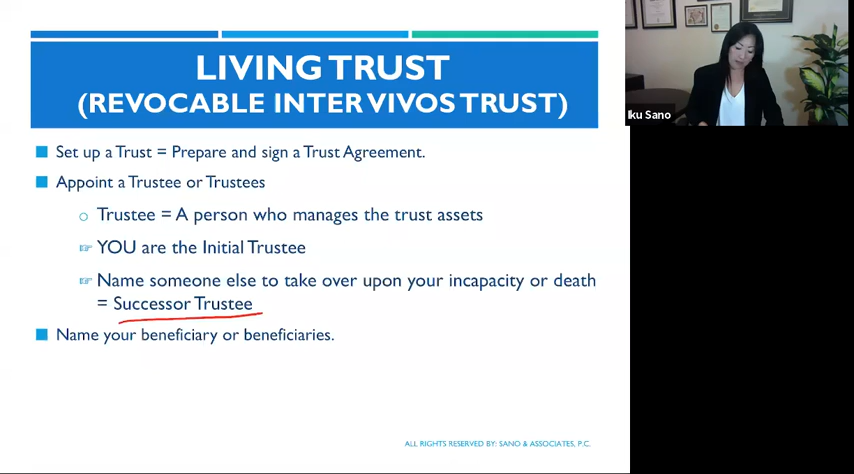 LIVING TRUST
(REVOCABLE INTER VIVOS TRUST)
Set up a Trust = Prepare and sign a Trust Agreement.
Appoint a Trustee or Trustees
Trustee = A person who manages the trust assets
YOU are the Initial Trustee
Name someone else to take over upon your incapacity or death
= Successor Trustee
Name your beneficiary or beneficiaries.
ALL RIGHTS RESERVED BY: SANO & ASSOCIATES, P.C.
Iku Sano